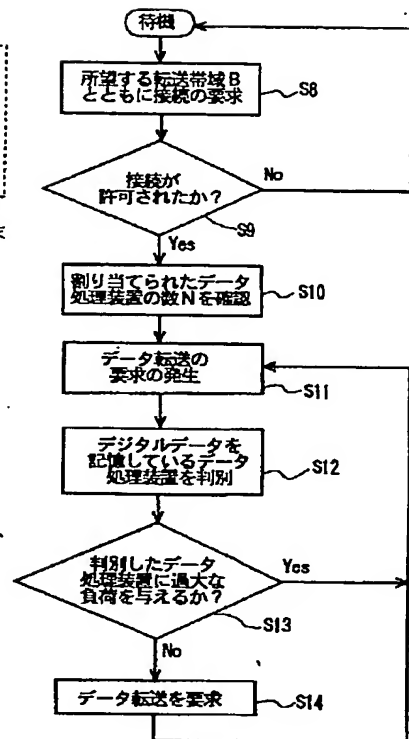 待機
所望する転送帯域B
とともに接続の要求
S8
接続が
許可されたか?
No
S9
Yes
割り当てられたデータ
処理装置の数Nを確認
S10
データ転送の
要求の発生
S11
デジタルデータを
記憶しているデータ
処理装置を判別
S12
判別したデータ
処理装置に過大な
負荷を与えるか?
Yes
S13
No
データ転送を要求
S14